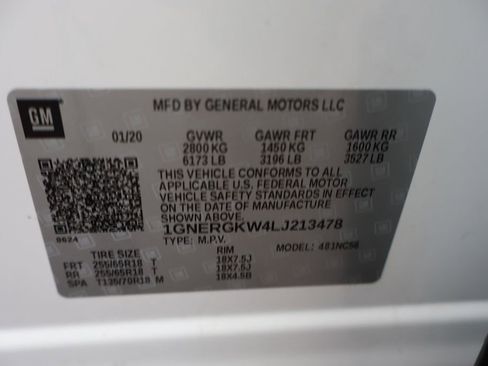 GM
MFD BY GENERAL MOTORS LLC
01/20 GVWR GAWR FRT GAWR RR
2800 KG 1450 KG 1600 KG
6173 LB 3196 LB 3527 LB
THIS VEHICLE CONFORMS TO ALL
APPLICABLE U.S. FEDERAL MOTOR
VEHICLE SAFETY STANDARDS IN EFFECT
ON THE DATE OF MANUFACTURE
SHOWN ABOVE.
1GNERGKW4LJ213478
8624
TYPE: M.P.V. MODEL: 481NC56
TIRE SIZE RIM
FRT 255/65R18 T 18X7.5J
RR 255/65R18 T 18X7.5J
SPA T135/70R18 M 18X4.5B